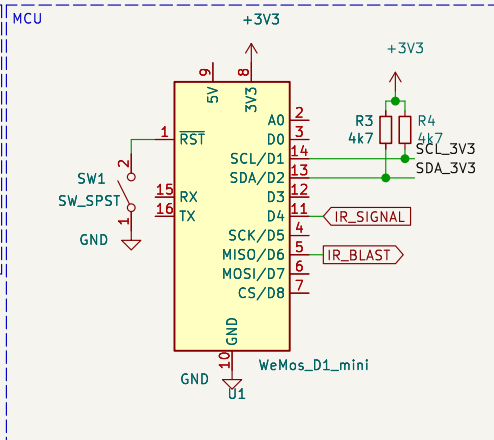 MCU
+3V3
+3V3
9
8
5V
3V3
A0 2
D0 3
1 RST
SCL/D1 14
SDA/D2 13
D3 12
D4 11
SCK/D5 4
MISO/D6 5
MOSI/D7 6
CS/D8 7
15 RX
16 TX
GND
10
R3
4k7
R4
4k7
SCL_3V3
SDA_3V3
IR_SIGNAL
IR_BLAST
2
SW1
SW_SPST
1
GND
WeMos_D1_mini
GND
U1